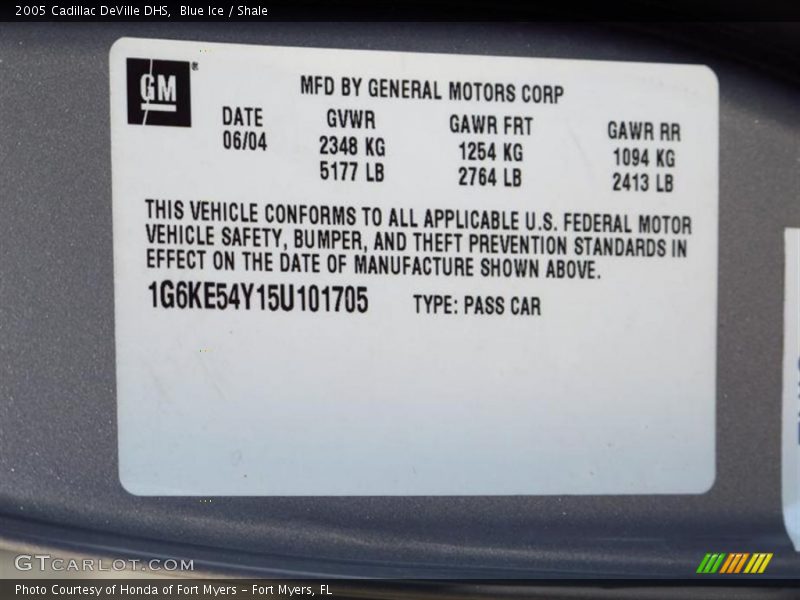 2005 Cadillac DeVille DHS,  Blue Ice / Shale
GM®
MFD BY GENERAL MOTORS CORP
DATE GVWR GAWR FRT GAWR RR
06/04 2348 KG 1254 KG 1094 KG
5177 LB 2764 LB 2413 LB
THIS VEHICLE CONFORMS TO ALL APPLICABLE U.S. FEDERAL MOTOR
VEHICLE SAFETY, BUMPER, AND THEFT PREVENTION STANDARDS IN
EFFECT ON THE DATE OF MANUFACTURE SHOWN ABOVE.
1G6KE54Y15U101705 TYPE: PASS CAR
GTCARLOT.COM
Photo Courtesy of Honda of Fort Myers - Fort Myers, FL